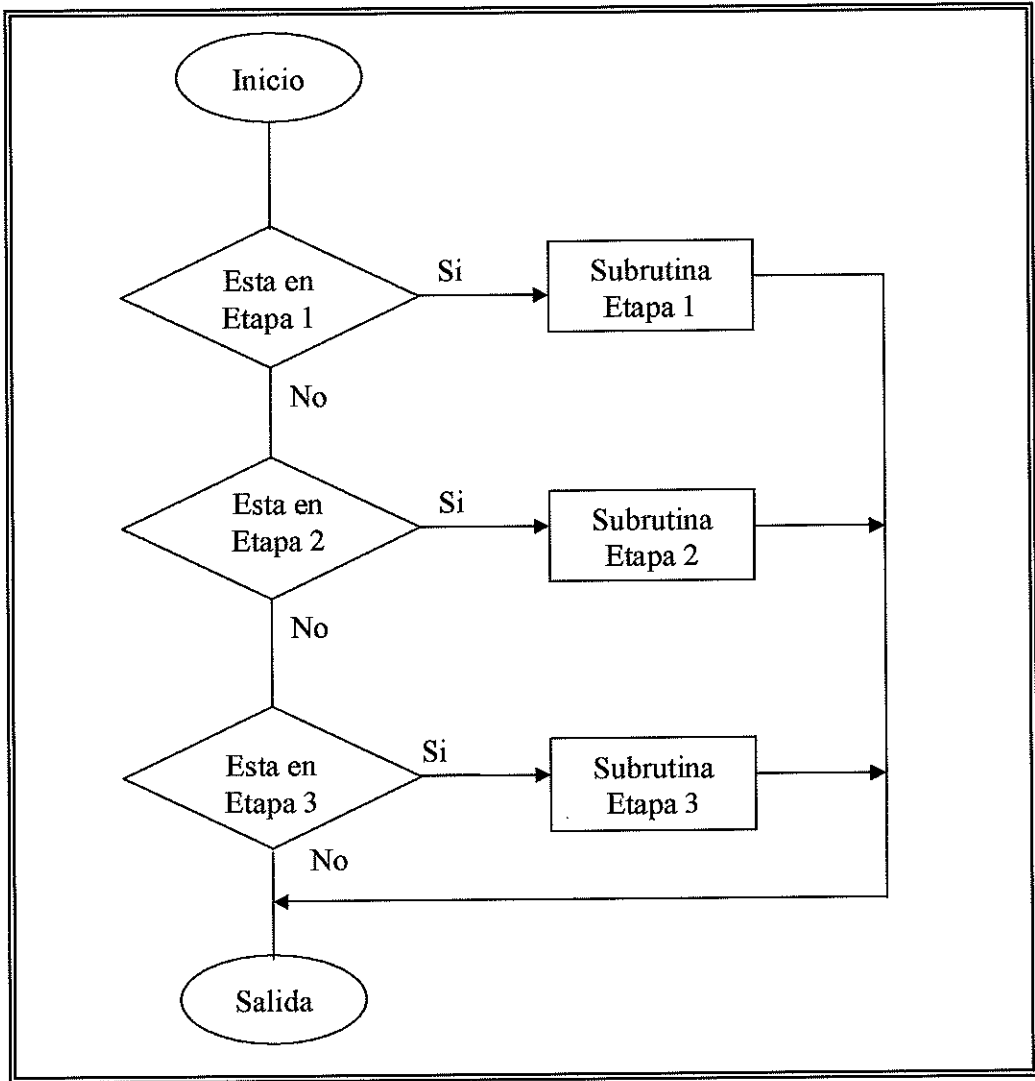 Inicio
Esta en
Etapa 1
Si
Subrutina
Etapa 1
No
Esta en
Etapa 2
Si
Subrutina
Etapa 2
No
Esta en
Etapa 3
Si
Subrutina
Etapa 3
No
Salida